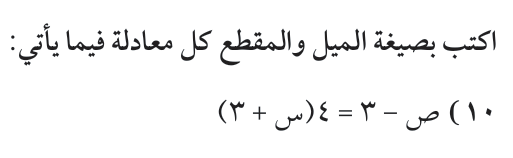 اكتب بصيغة الميل والمقطع كل معادلة فيما يأتي:
١٠) ص − ٣ = ٤(س + ٣)